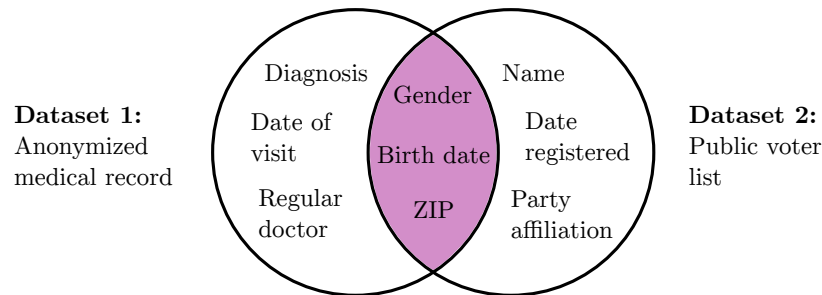 Dataset 1:
Anonymized
medical record
Diagnosis
Date of
visit
Regular
doctor
Gender
Birth date
ZIP
Name
Date
registered
Party
affiliation
Dataset 2:
Public voter
list